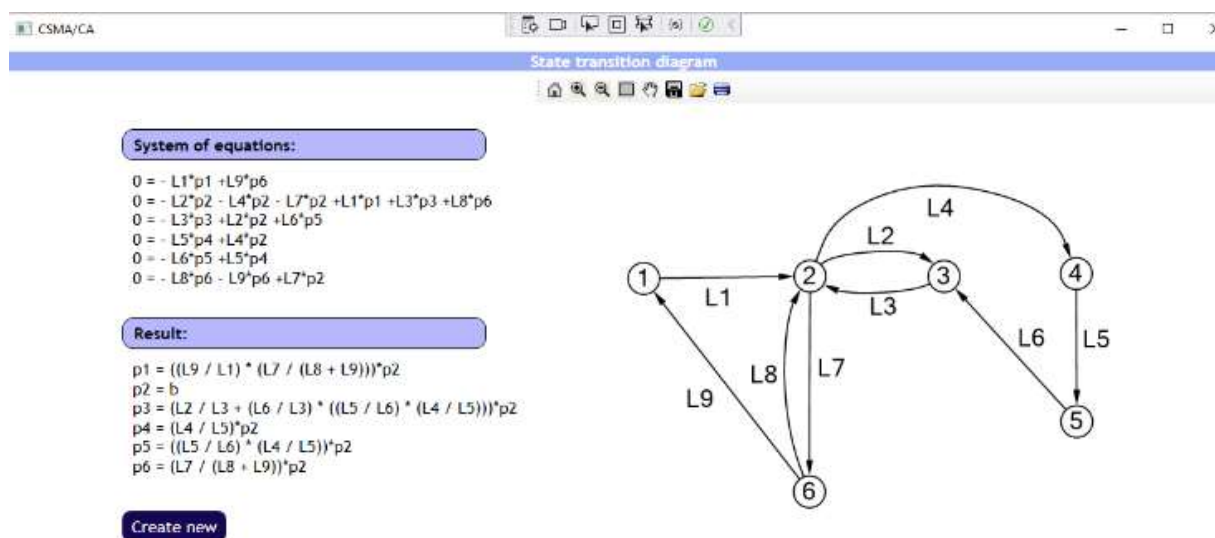 CSMA/CA
State transition diagram
System of equations:
0 = - L1*p1 +L9*p6
0 = - L2*p2 - L4*p2 - L7*p2 +L1*p1 +L3*p3 +L8*p6
0 = - L3*p3 +L2*p2 +L6*p5
0 = - L5*p4 +L4*p2
0 = - L6*p5 +L5*p4
0 = - L8*p6 - L9*p6 +L7*p2
Result:
p1 = ((L9 / L1) * (L7 / (L8 + L9)))*p2
p2 = b
p3 = (L2 / L3 + (L6 / L3) * ((L5 / L6) * (L4 / L5)))*p2
p4 = (L4 / L5)*p2
p5 = ((L5 / L6) * (L4 / L5))*p2
p6 = (L7 / (L8 + L9))*p2
Create new
L4
L2
1
2
3
4
L1
L3
L6
L5
L8
L7
L9
5
6